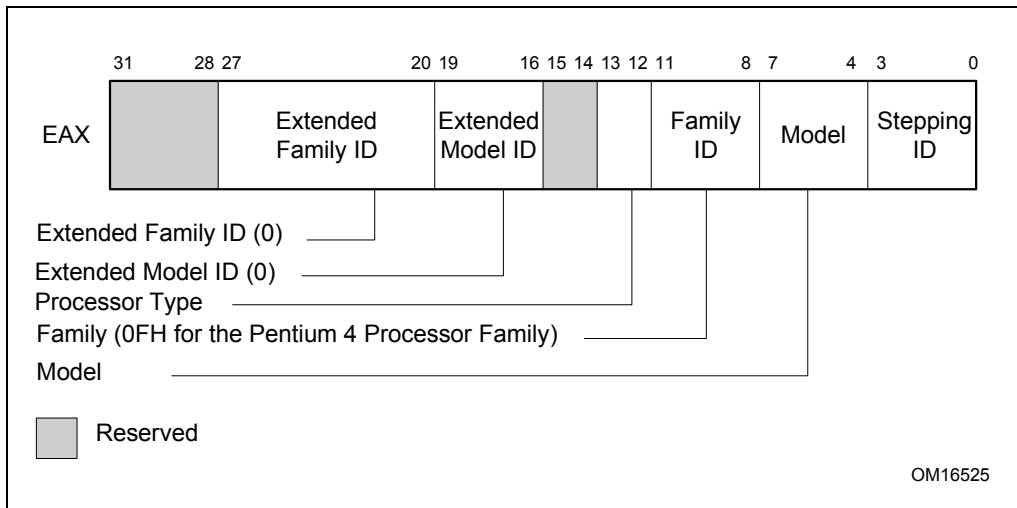 31 28 27 20 19 16 15 14 13 12 11 8 7 4 3 0
EAX
Extended
Family ID
Extended
Model ID
Family
ID
Model
Stepping
ID
Extended Family ID (0)
Extended Model ID (0)
Processor Type
Family (0FH for the Pentium 4 Processor Family)
Model
Reserved
OM16525